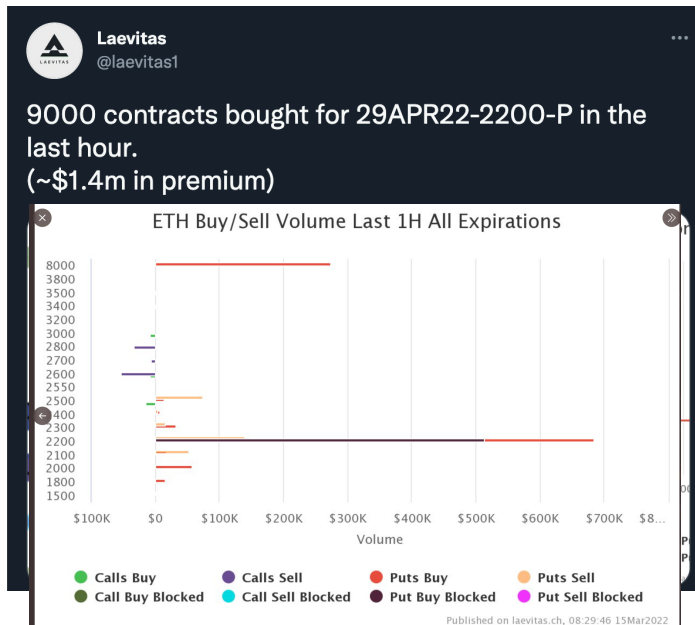 Laevitas
@laevitas1
LAEVITAS
9000 contracts bought for 29APR22-2200-P in the
last hour.
(~$1.4m in premium)
ETH Buy/Sell Volume Last 1H All Expirations
8000
3800
3500
3400
3200
3000
2800
2700
2600
2550
2500
400
2300
2200
2100
2000
1800
1500
$100K $0 $100K $200K $300K $400K $500K $600K $700K $8...
Volume
Calls Buy Calls Sell Puts Buy Puts Sell
Call Buy Blocked Call Sell Blocked Put Buy Blocked Put Sell Blocked
Published on laevitas.ch, 08:29:46 15Mar2022